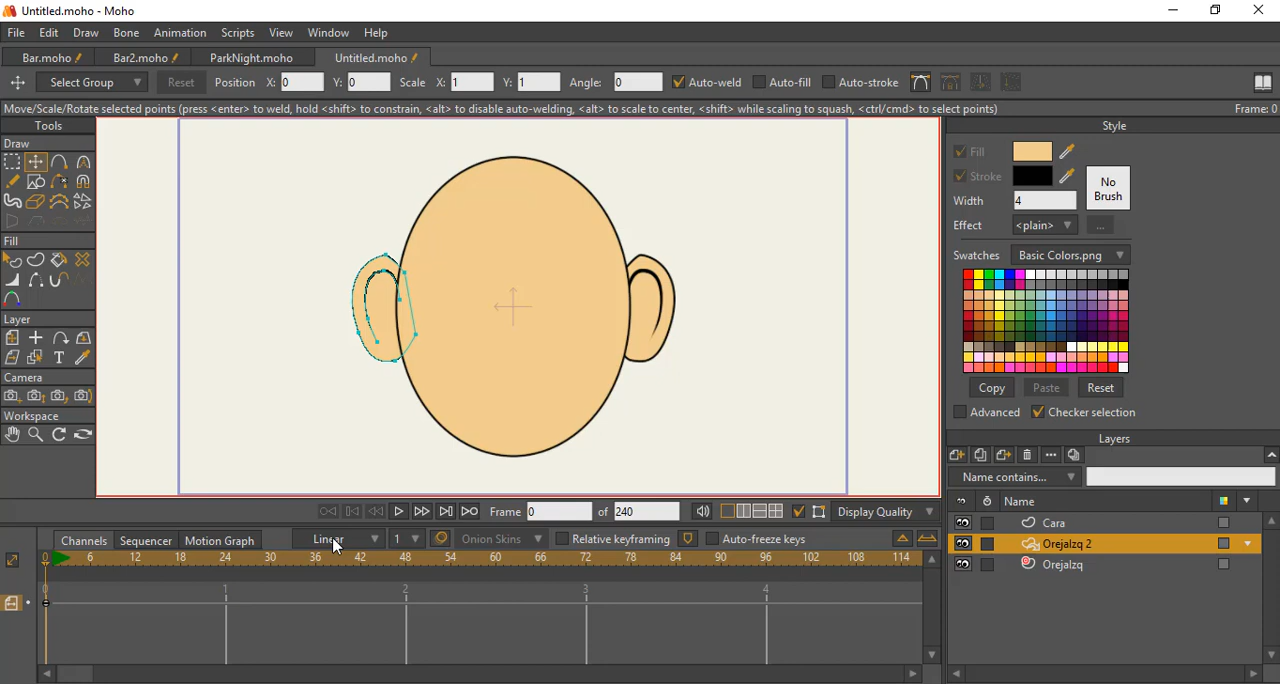 Untitled.moho - Moho
File Edit Draw Bone Animation Scripts View Window Help
Bar.moho Bar2.moho ParkNight.moho Untitled.moho
Select Group Reset Position X: 0 Y: 0 Scale X: 1 Y: 1 Angle: 0 Auto-weld Auto-fill Auto-stroke
Move/Scale/Rotate selected points (press <enter> to weld, hold <shift> to constrain, <alt> to disable auto-welding, <alt> to scale to center, <shift> while scaling to squash, <ctrl/cmd> to select points) Frame: 0
Tools
Draw
Fill
Layer
Camera
Workspace
Style
Fill
Stroke
No Brush
Width 4
Effect <plain> ...
Swatches Basic Colors.png
Copy Paste Reset
Advanced Checker selection
Layers
Name contains...
Name
Cara
OrejaIzq 2
OrejaIzq
Frame 0 of 240 Display Quality
Channels Sequencer Motion Graph Linear 1 Onion Skins Relative keyframing Auto-freeze keys
0 6 12 18 24 30 36 42 48 54 60 66 72 78 84 90 96 102 108 114
0 1 2 3 4